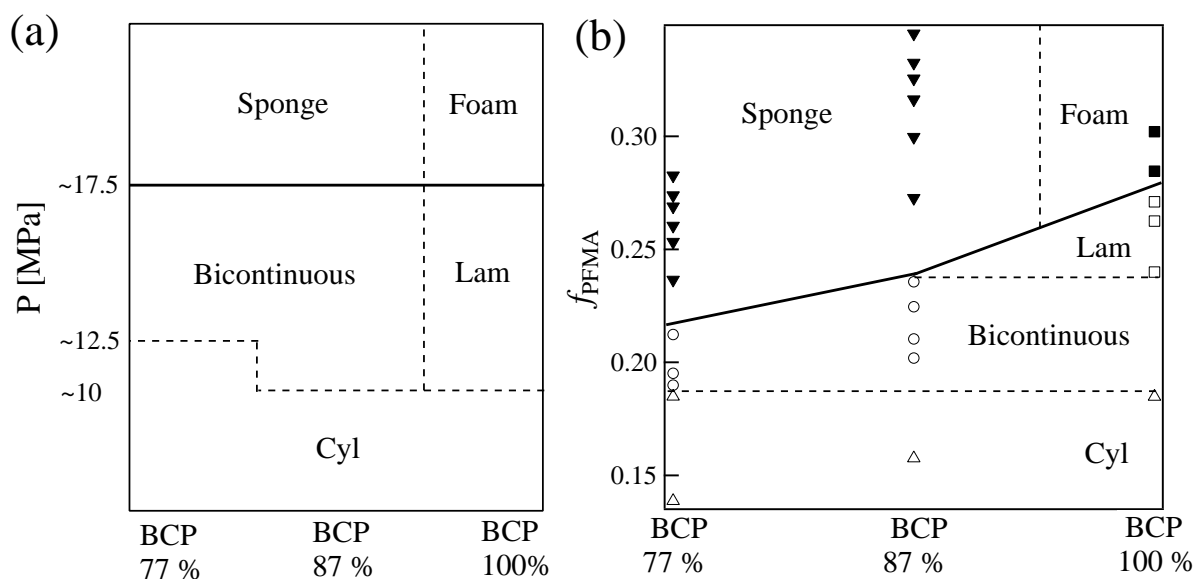 (a)
Sponge Foam
~17.5
P [MPa]
Bicontinuous Lam
~12.5
~10
Cyl
BCP BCP BCP
77 % 87 % 100%
(b)
Sponge Foam
0.30
0.25
Lam
fPFMA
Bicontinuous
0.20
Cyl
0.15
BCP BCP BCP
77 % 87 % 100 %